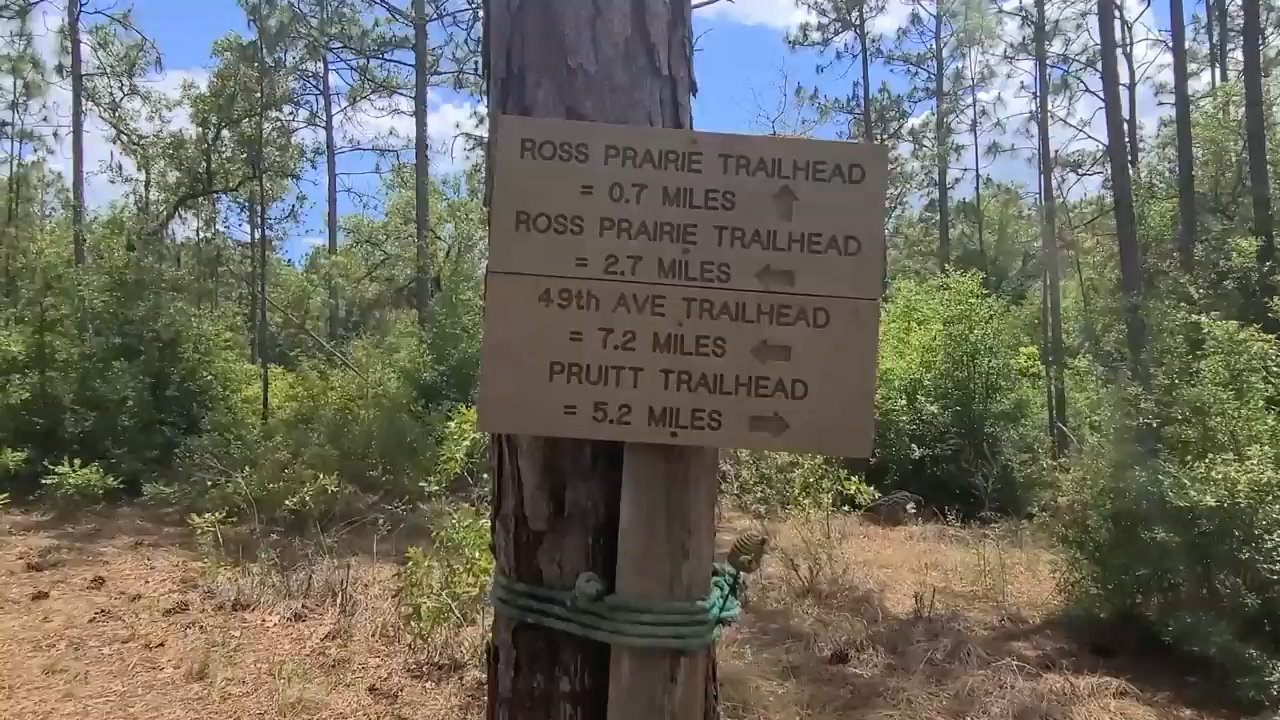 ROSS PRAIRIE TRAILHEAD
= 0.7 MILES ↑
ROSS PRAIRIE TRAILHEAD
= 2.7 MILES ←
49th AVE TRAILHEAD
= 7.2 MILES ←
PRUITT TRAILHEAD
= 5.2 MILES →